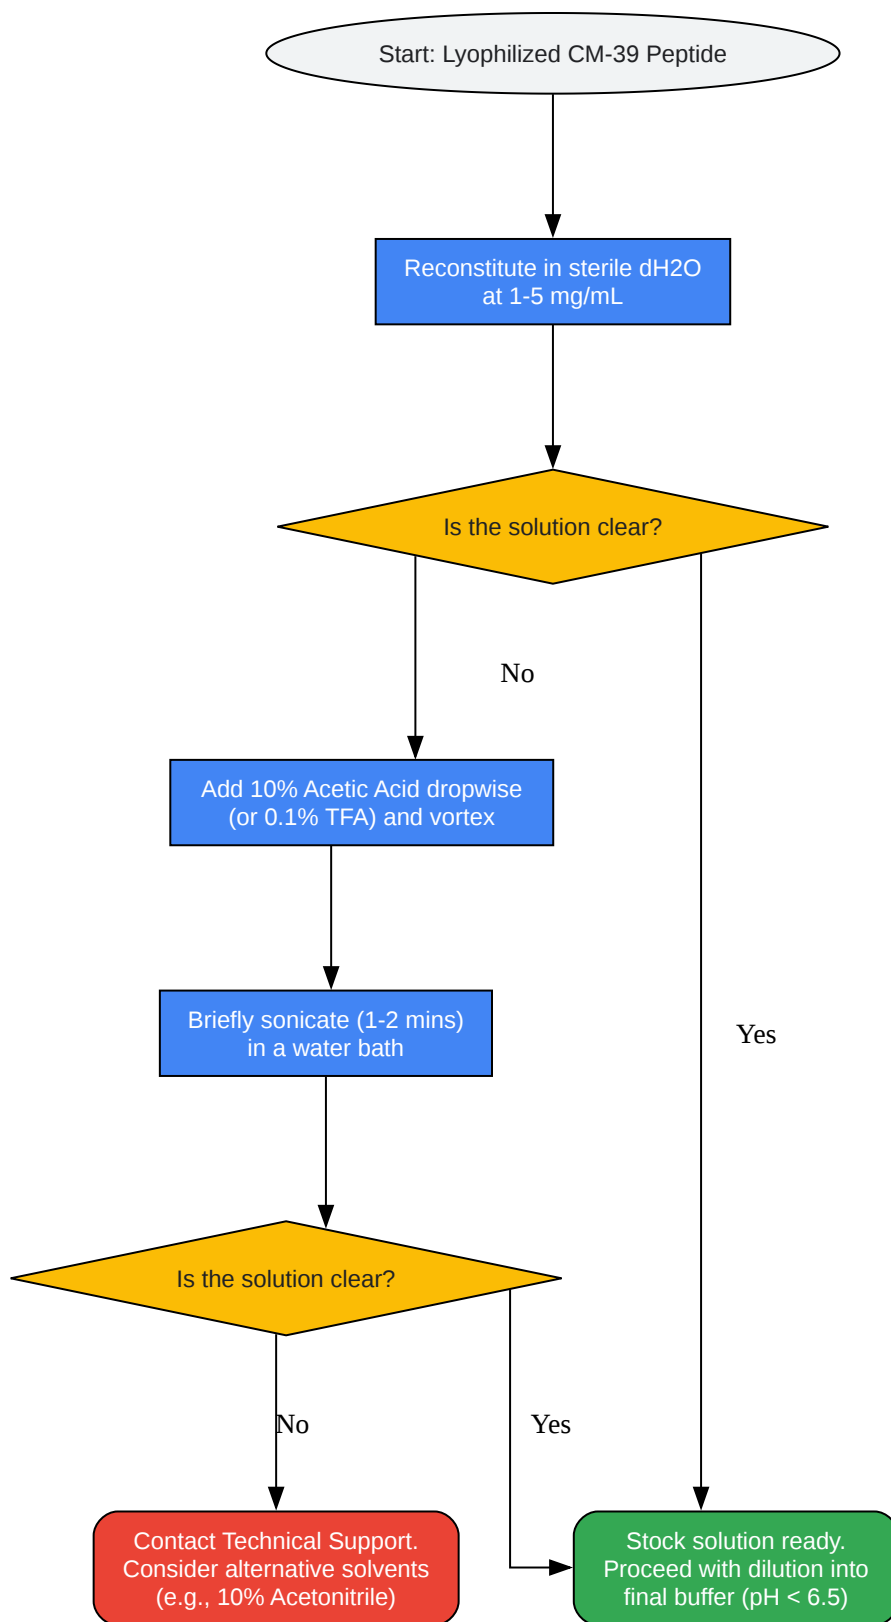 Start: Lyophilized CM-39 Peptide
Reconstitute in sterile dH2O
at 1-5 mg/mL
Is the solution clear?
No
Add 10% Acetic Acid dropwise
(or 0.1% TFA) and vortex
Briefly sonicate (1-2 mins)
in a water bath
Yes
Is the solution clear?
No
Yes
Contact Technical Support.
Consider alternative solvents
(e.g., 10% Acetonitrile)
Stock solution ready.
Proceed with dilution into
final buffer (pH < 6.5)